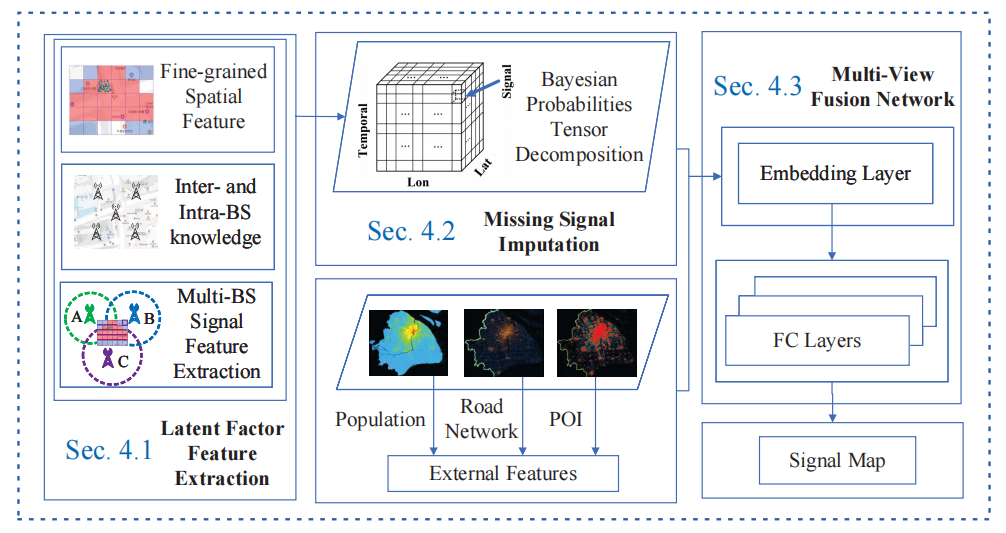 Fine-grained
Spatial
Feature
Inter- and
Intra-BS
knowledge
A
B
C
Multi-BS
Signal
Feature
Extraction
Sec. 4.1
Latent Factor
Feature
Extraction
Temporal
Lon
Lat
Signal
...
...
...
...
Bayesian
Probabilities
Tensor
Decomposition
Sec. 4.2
Missing Signal
Imputation
Population
Road
Network
POI
External Features
Sec. 4.3
Multi-View
Fusion Network
Embedding Layer
FC Layers
Signal Map